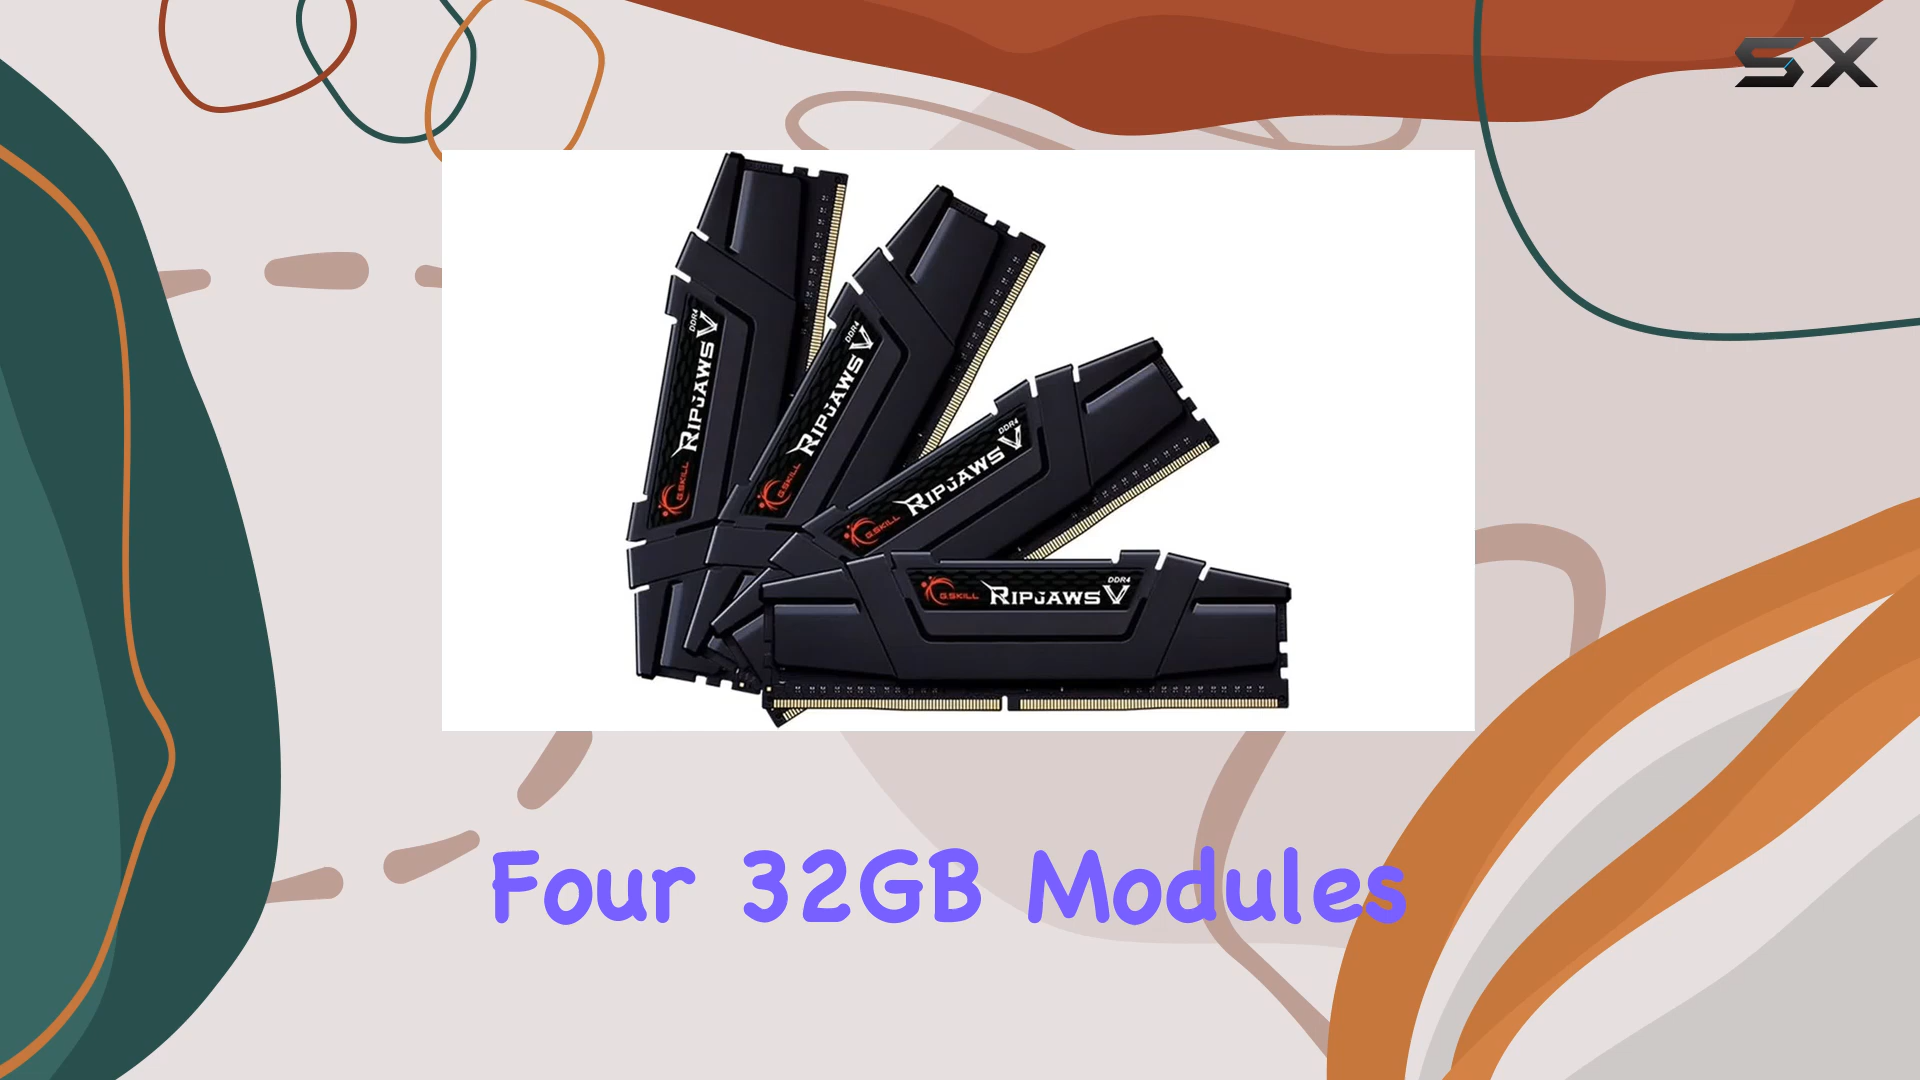 SX
DDR4
RIPJAWS V
G.SKILL
DDR4
RIPJAWS V
G.SKILL
DDR4
RIPJAWS V
G.SKILL
DDR4
G.SKILL RIPJAWS V
Four 32GB Modules